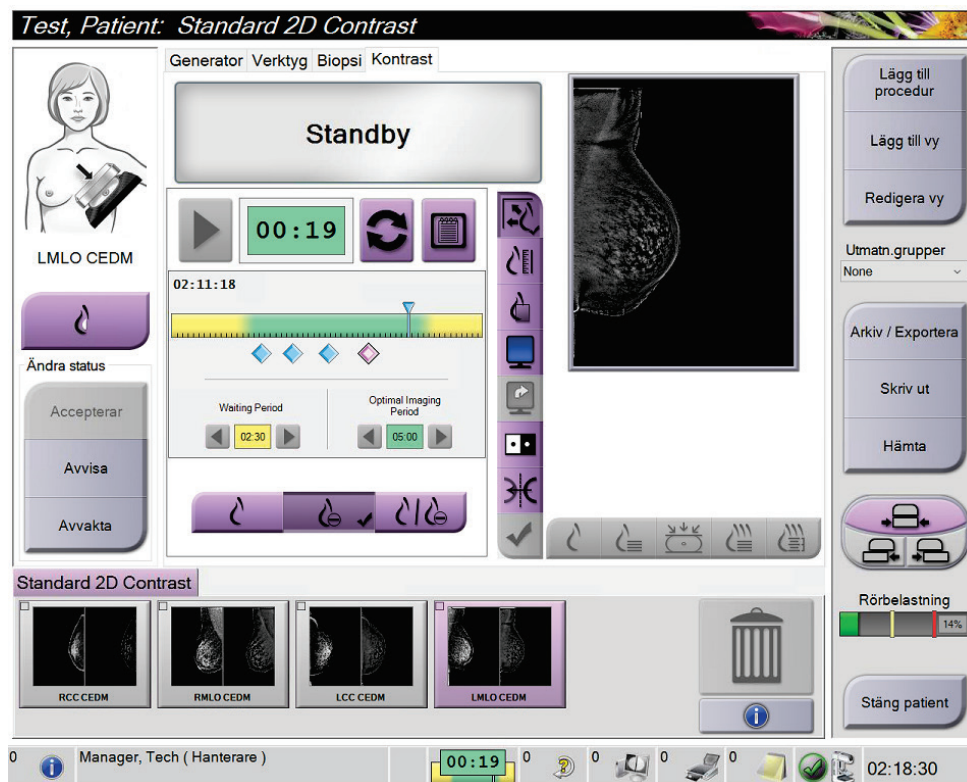 Test, Patient: Standard 2D Contrast
Generator Verktyg Biopsi Kontrast
Standby
LMLO CEDM
Ändra status
Accepterar
Avvisa
Avvakta
00:19
02:11:18
Waiting Period
Optimal Imaging
Period
02:30
05:00
Lägg till
procedur
Lägg till vy
Redigera vy
Utmatn.grupper
None
Arkiv / Exportera
Skriv ut
Hämta
Rörbelastning
14%
Stäng patient
Standard 2D Contrast
RCC CEDM
RMLO CEDM
LCC CEDM
LMLO CEDM
0
Manager, Tech ( Hanterare )
00:19
0
0
0
0
02:18:30